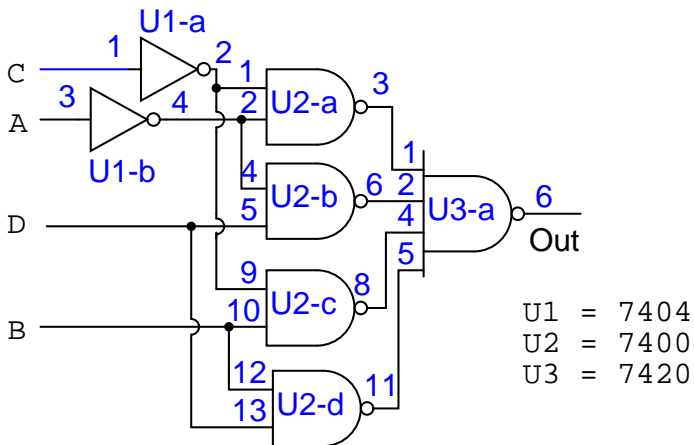 U1-a
1 2
C
3 4
A
U1-b
1 U2-a 3
2
4 U2-b 6
5
D
1
2 U3-a 6
4
5
Out
9 U2-c 8
10
B
12 U2-d 11
13
U1 = 7404
U2 = 7400
U3 = 7420